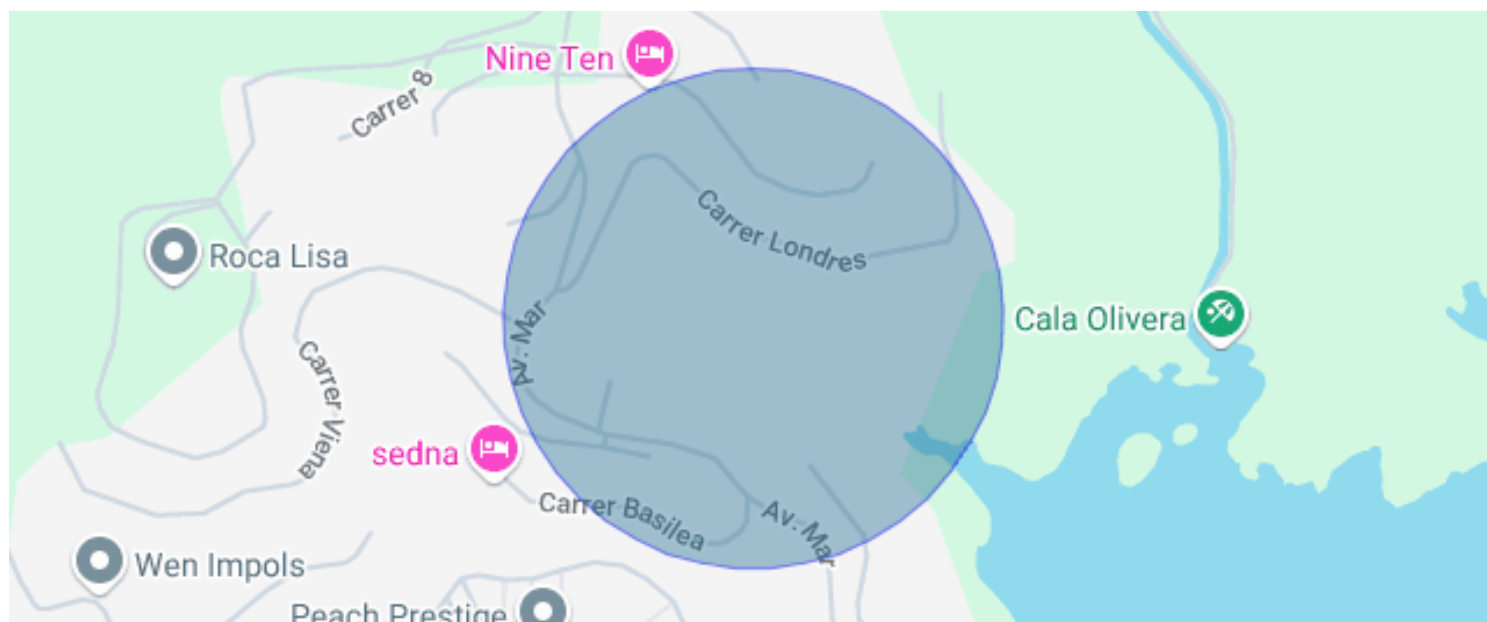 Nine Ten
Carrer 8
Carrer Londres
Roca Lisa
Cala Olivera
Av. Mar
Carrer Viena
sedna
Carrer Basilea
Av. Mar
Wen Impols
Peach Prestige